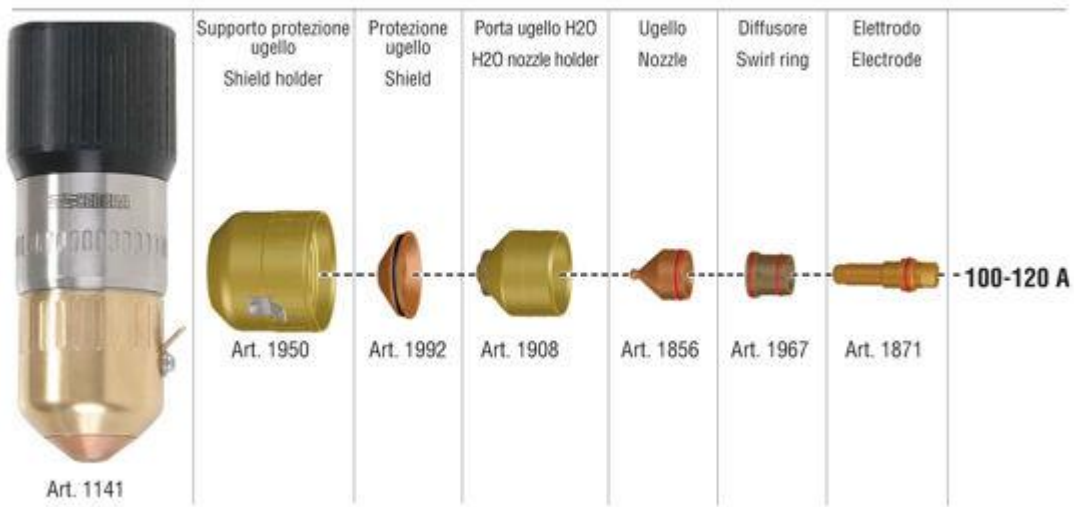 Supporto protezione
ugello
Shield holder
Protezione
ugello
Shield
Porta ugello H2O
H2O nozzle holder
Ugello
Nozzle
Diffusore
Swirl ring
Elettrodo
Electrode
100-120 A
Art. 1950
Art. 1992
Art. 1908
Art. 1856
Art. 1967
Art. 1871
Art. 1141